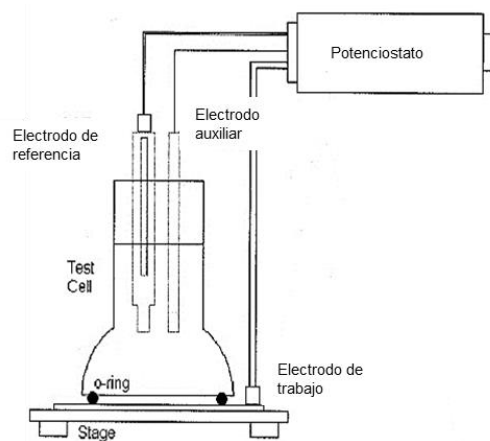 Potenciostato
Electrodo de
referencia
Electrodo
auxiliar
Test
Cell
o-ring
Electrodo de
trabajo
Stage